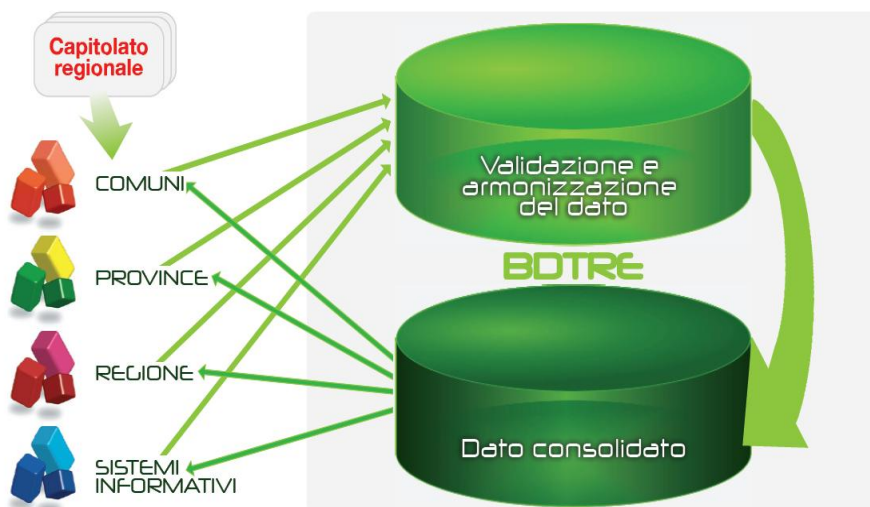 Capitolato
regionale
COMUNI
PROVINCE
REGIONE
SISTEMI
INFORMATIVI
Validazione e
armonizzazione
del dato
BDTRE
Dato consolidato